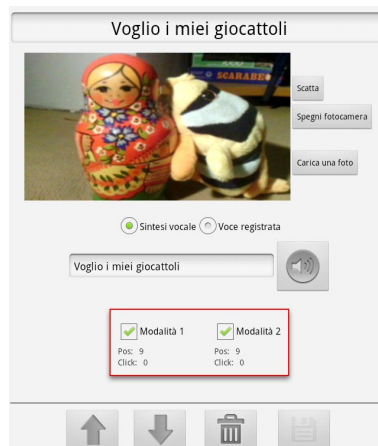 Voglio i miei giocattoli
SCARABEO
Scatta
Spegni fotocamera
Carica una foto
Sintesi vocale
Voce registrata
Voglio i miei giocattoli
Modalità 1
Modalità 2
Pos: 9
Pos: 9
Click: 0
Click: 0